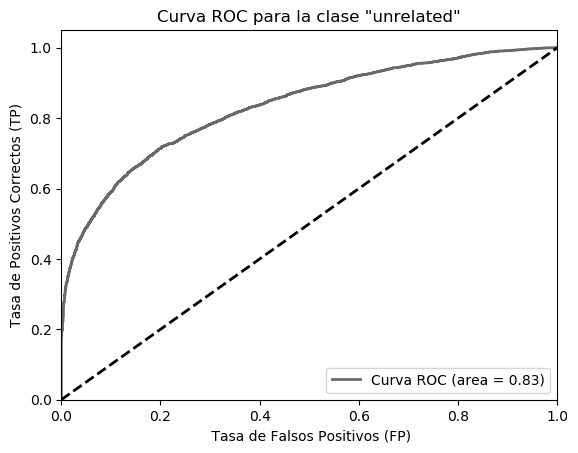 Curva ROC para la clase "unrelated"
Tasa de Positivos Correctos (TP)
1.0
0.8
0.6
0.4
0.2
0.0
0.0 0.2 0.4 0.6 0.8 1.0
Curva ROC (area = 0.83)
Tasa de Falsos Positivos (FP)